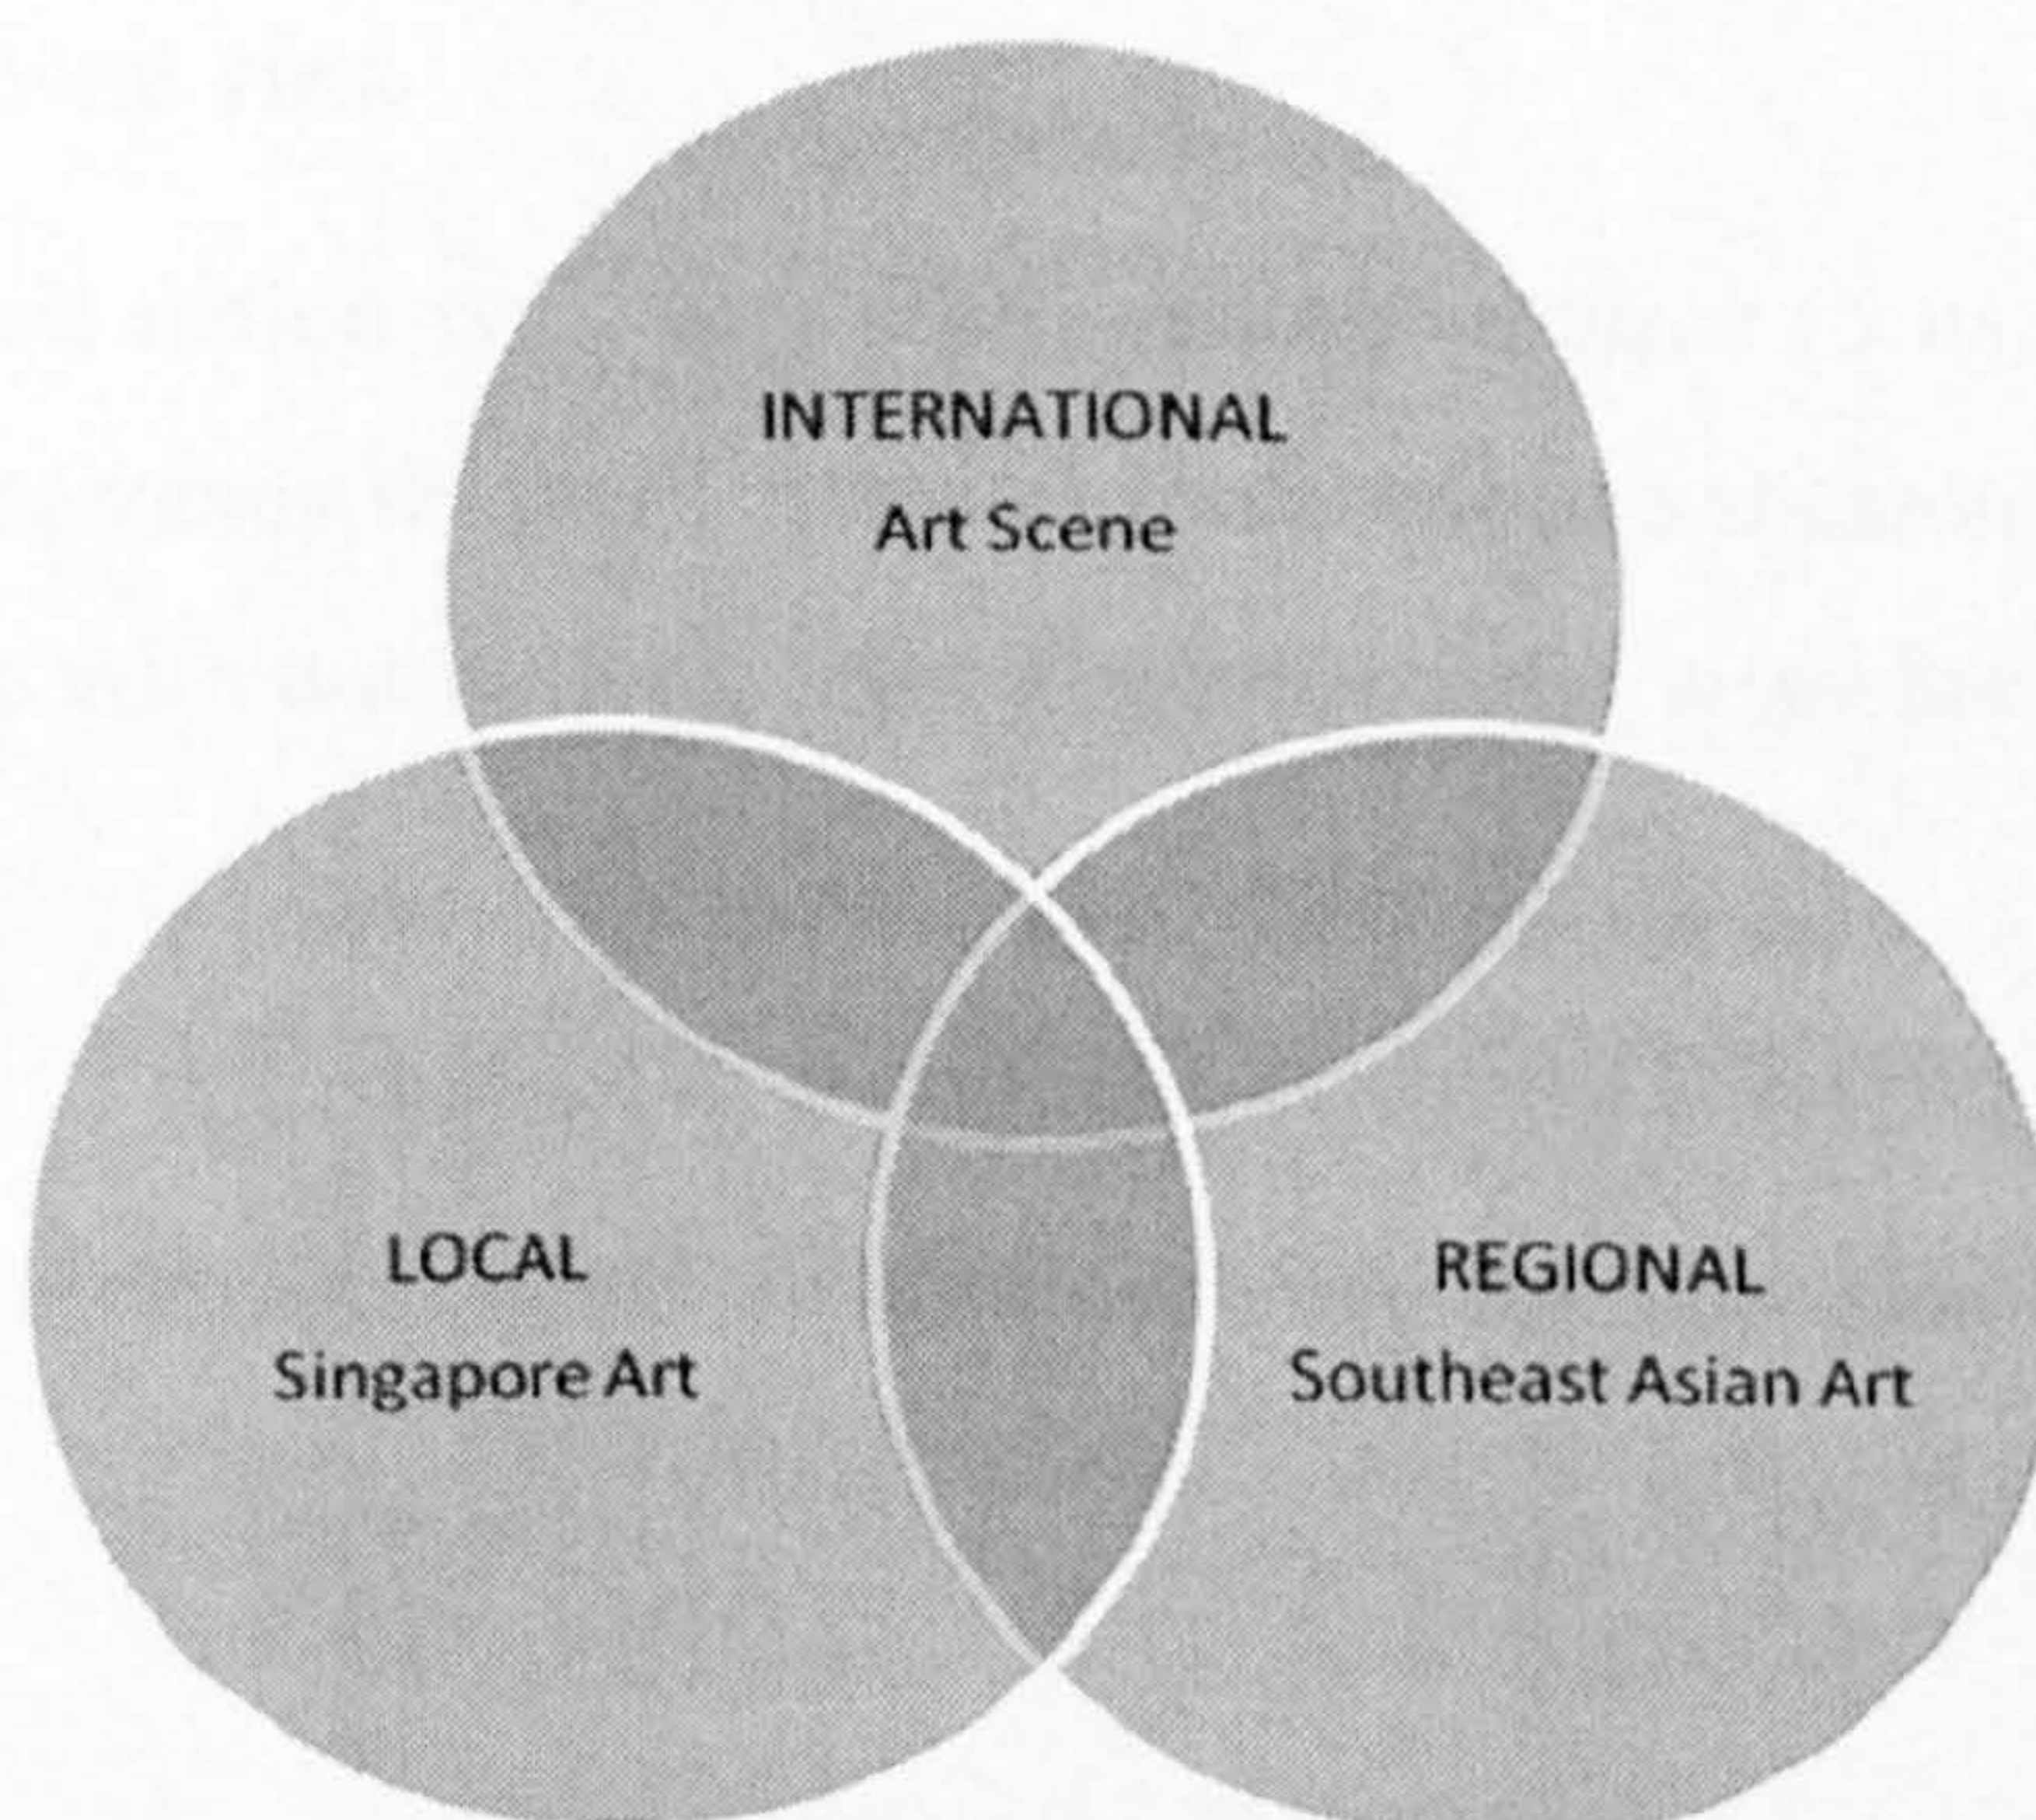 INTERNATIONAL
Art Scene
LOCAL
Singapore Art
REGIONAL
Southeast Asian Art